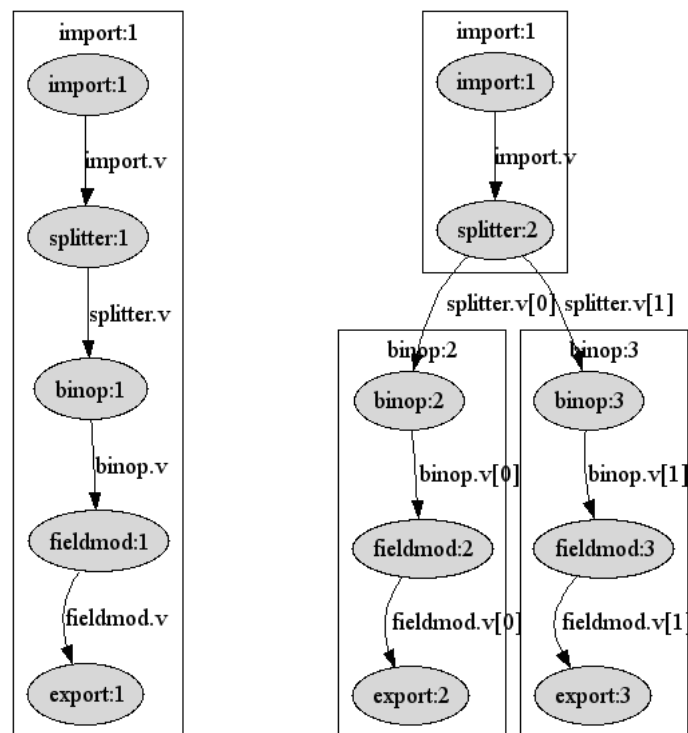 import:1
import:1
import.v
splitter:1
splitter.v
binop:1
binop.v
fieldmod:1
fieldmod.v
export:1
import:1
import:1
import.v
splitter:2
splitter.v[0]
splitter.v[1]
binop:2
binop:2
binop.v[0]
fieldmod:2
fieldmod.v[0]
export:2
binop:3
binop:3
binop.v[1]
fieldmod:3
fieldmod.v[1]
export:3